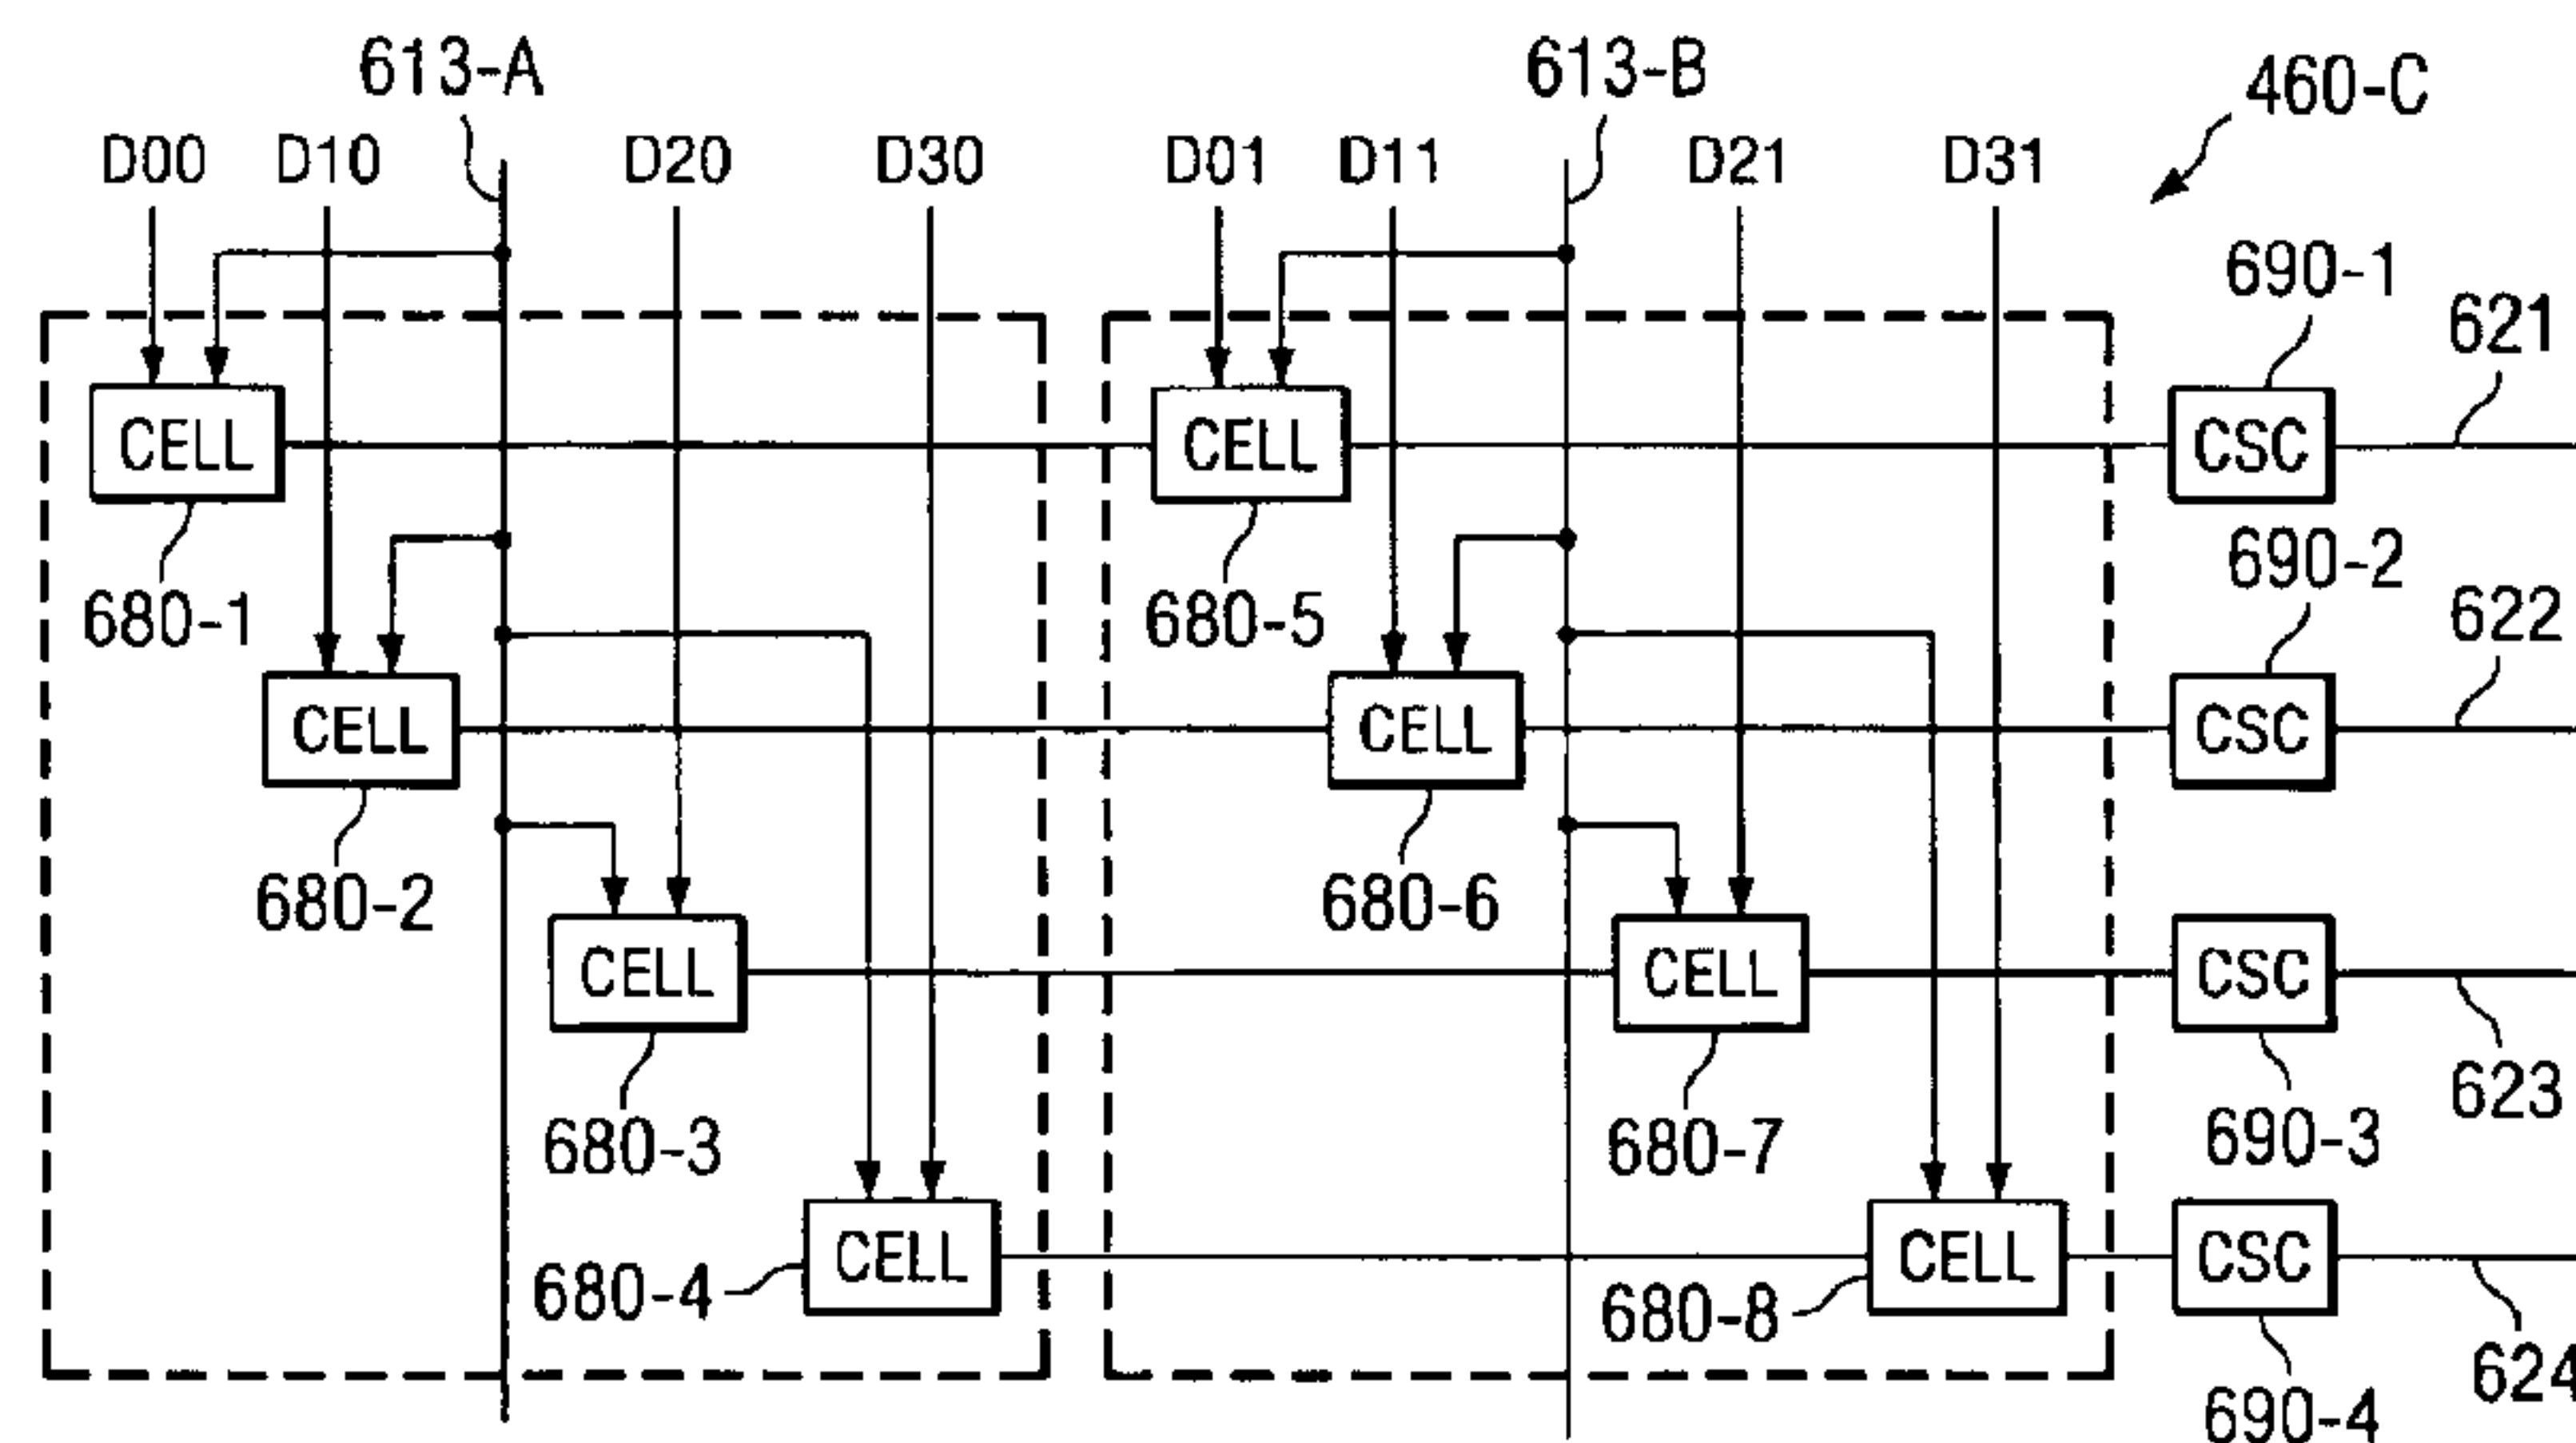 613-A
613-B
460-C
D00 D10 D20 D30 D01 D11 D21 D31
690-1
621
CELL CELL CSC
690-2
680-1 680-5 622
CELL CELL CSC
680-2 680-6
CELL CELL CSC
623
680-3 680-7 690-3
CELL CELL CSC
680-4 680-8
624
690-4